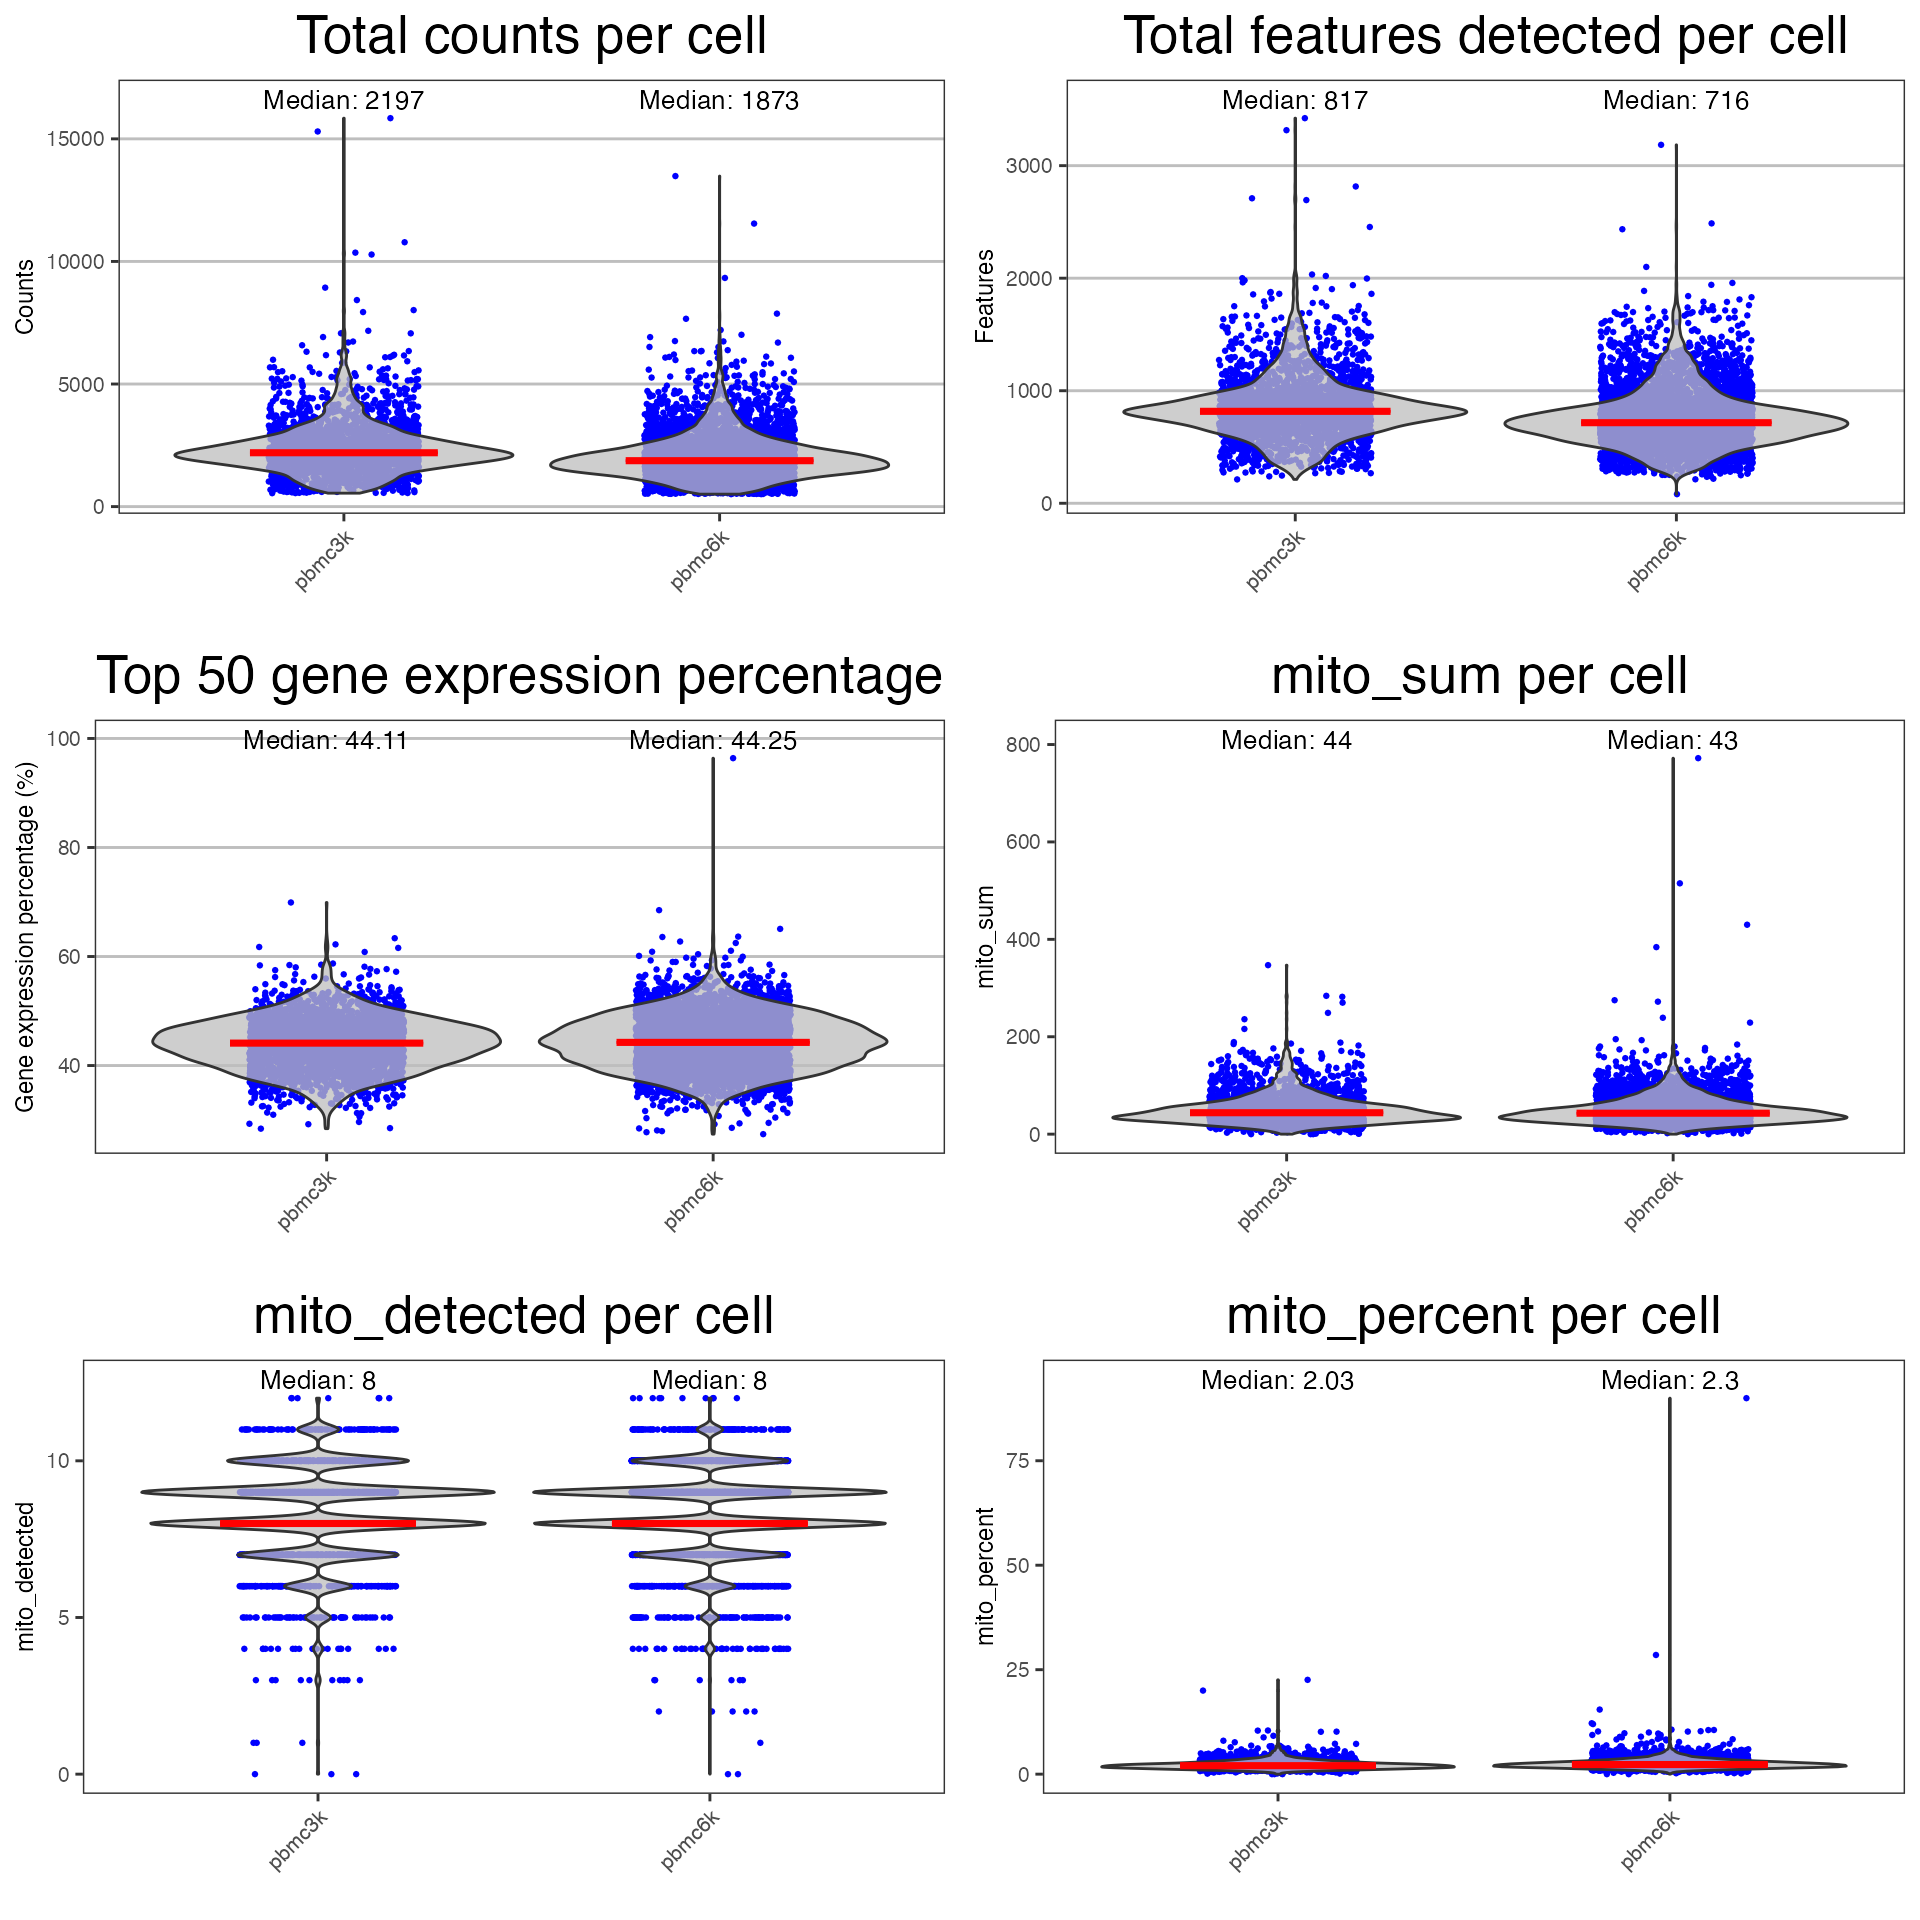 Total counts per cell
Median: 2197
Median: 1873
Counts
15000
10000
5000
0
pbmc3k
pbmc6k
Total features detected per cell
Median: 817
Median: 716
Features
3000
2000
1000
0
pbmc3k
pbmc6k
Top 50 gene expression percentage
Median: 44.11
Median: 44.25
Gene expression percentage (%)
100
80
60
40
pbmc3k
pbmc6k
mito_sum per cell
Median: 44
Median: 43
mito_sum
800
600
400
200
0
pbmc3k
pbmc6k
mito_detected per cell
Median: 8
Median: 8
mito_detected
10
5
0
pbmc3k
pbmc6k
mito_percent per cell
Median: 2.03
Median: 2.3
mito_percent
75
50
25
0
pbmc3k
pbmc6k